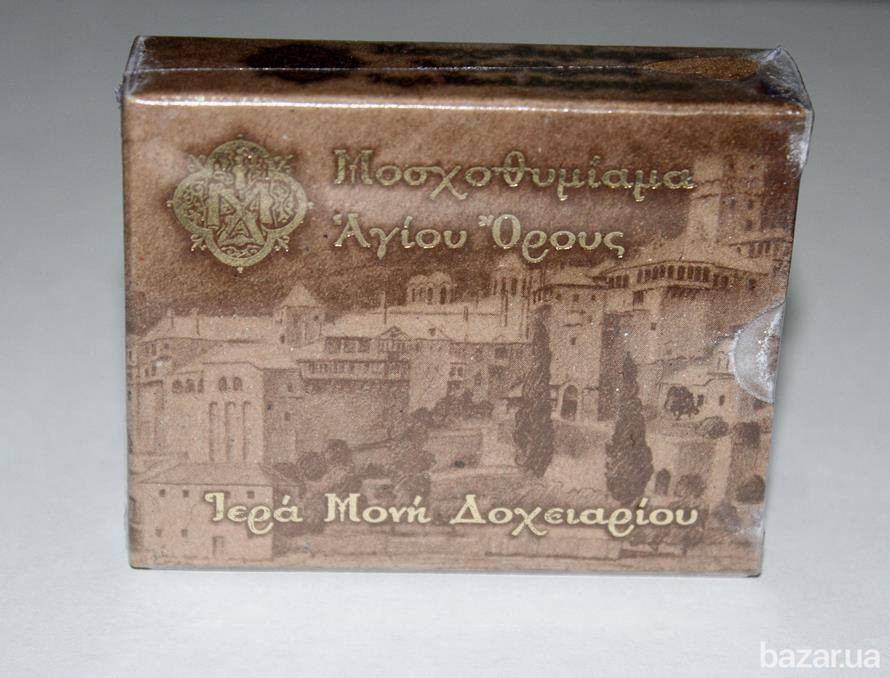 Μοσχοθυμίαμα
Ἁγίου Ὄρους
Ἱερά Μονή Δοχειαρίου
bazar.ua